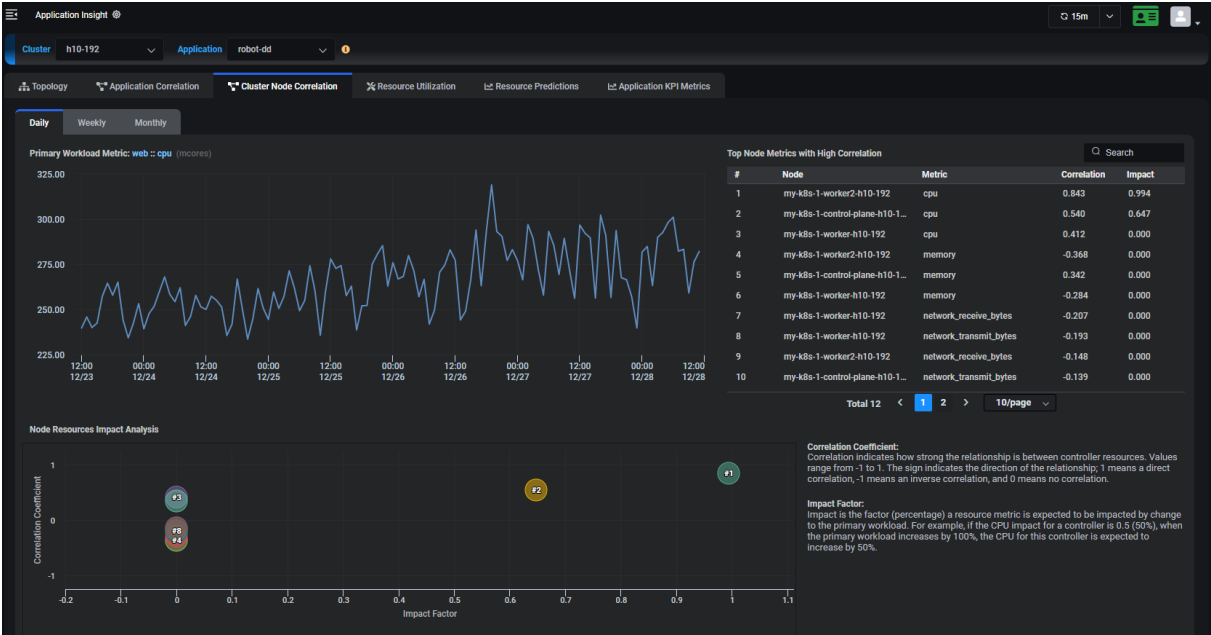 Application Insight
15m
Cluster h10-192 Application robot-dd
Topology Application Correlation Cluster Node Correlation Resource Utilization Resource Predictions Application KPI Metrics
Daily Weekly Monthly
Primary Workload Metric: web :: cpu (mcores)
325.00
300.00
275.00
250.00
225.00
12:00 00:00 12:00 00:00 12:00 00:00 12:00 00:00 12:00 00:00 12:00
12/23 12/24 12/24 12/25 12/25 12/26 12/26 12/27 12/27 12/28 12/28
Top Node Metrics with High Correlation
Search
# Node Metric Correlation Impact
1 my-k8s-1-worker2-h10-192 cpu 0.843 0.994
2 my-k8s-1-control-plane-h10-1... cpu 0.540 0.647
3 my-k8s-1-worker-h10-192 cpu 0.412 0.000
4 my-k8s-1-worker2-h10-192 memory -0.368 0.000
5 my-k8s-1-control-plane-h10-1... memory 0.342 0.000
6 my-k8s-1-worker-h10-192 memory -0.284 0.000
7 my-k8s-1-worker-h10-192 network_receive_bytes -0.207 0.000
8 my-k8s-1-worker-h10-192 network_transmit_bytes -0.193 0.000
9 my-k8s-1-worker2-h10-192 network_receive_bytes -0.148 0.000
10 my-k8s-1-control-plane-h10-1... network_transmit_bytes -0.139 0.000
Total 12 < 1 2 > 10/page
Node Resources Impact Analysis
Correlation Coefficient
1
0
-1
#1
#2
#3
#8
#4
-0.2 -0.1 0 0.1 0.2 0.3 0.4 0.5 0.6 0.7 0.8 0.9 1 1.1
Impact Factor
Correlation Coefficient:
Correlation indicates how strong the relationship is between controller resources. Values
range from -1 to 1. The sign indicates the direction of the relationship; 1 means a direct
correlation, -1 means an inverse correlation, and 0 means no correlation.
Impact Factor:
Impact is the factor (percentage) a resource metric is expected to be impacted by change
to the primary workload. For example, if the CPU impact for a controller is 0.5 (50%), when
the primary workload increases by 100%, the CPU for this controller is expected to
increase by 50%.